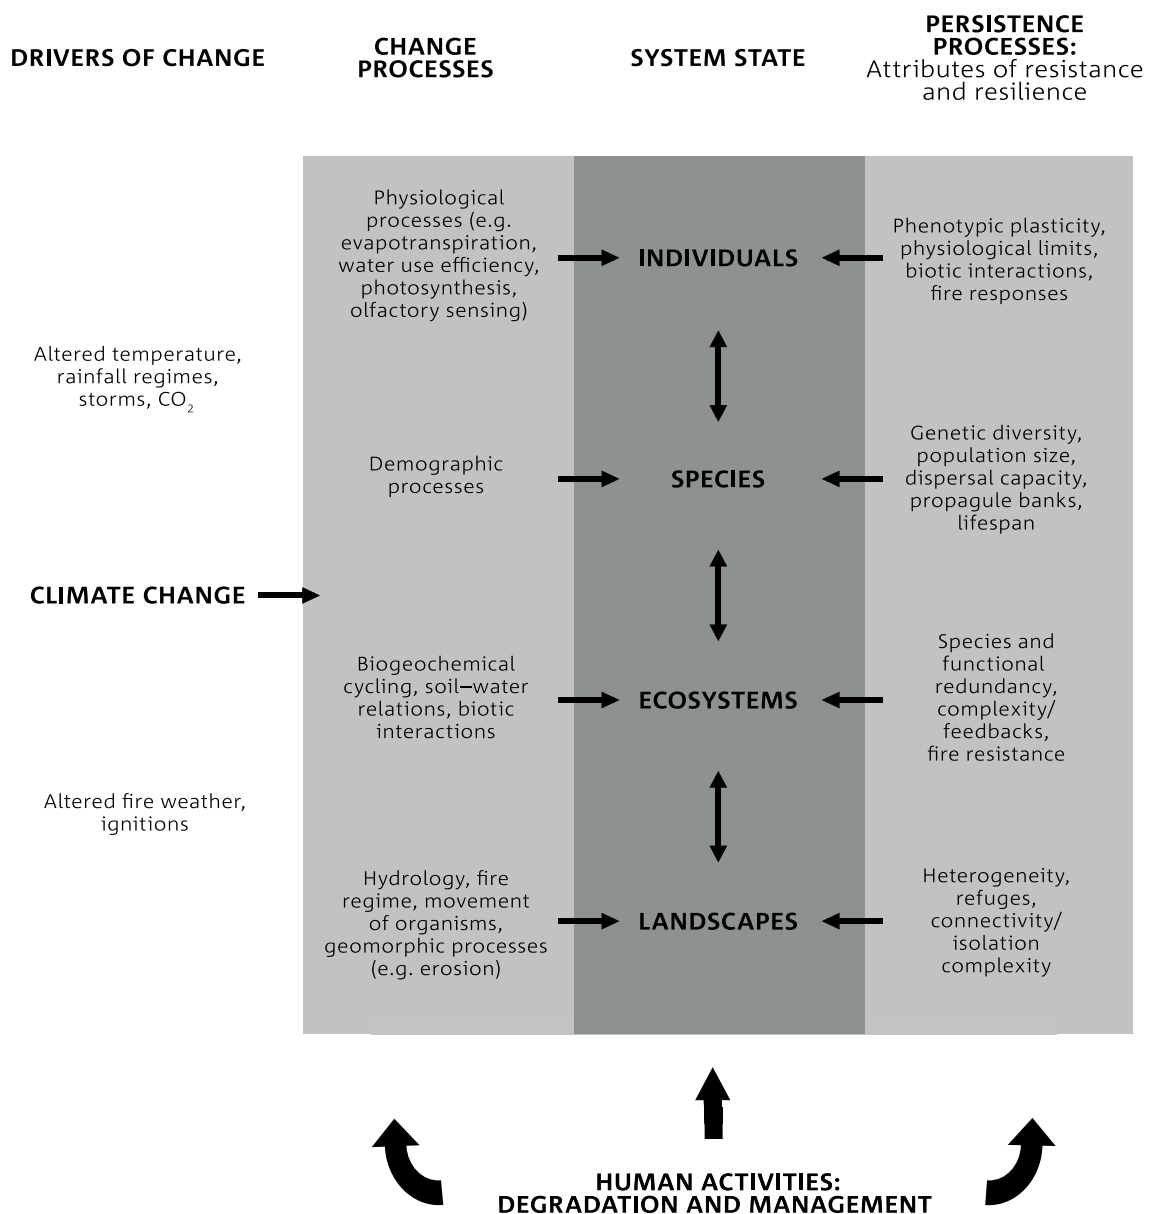 DRIVERS OF CHANGE
CHANGE
PROCESSES
SYSTEM STATE
PERSISTENCE
PROCESSES:
Attributes of resistance
and resilience
Altered temperature,
rainfall regimes,
storms, CO₂
CLIMATE CHANGE
Altered fire weather,
ignitions
Physiological
processes (e.g.
evapotranspiration,
water use efficiency,
photosynthesis,
olfactory sensing)
INDIVIDUALS
Phenotypic plasticity,
physiological limits,
biotic interactions,
fire responses
Demographic
processes
SPECIES
Genetic diversity,
population size,
dispersal capacity,
propagule banks,
lifespan
Biogeochemical
cycling, soil–water
relations, biotic
interactions
ECOSYSTEMS
Species and
functional
redundancy,
complexity/
feedbacks,
fire resistance
Hydrology, fire
regime, movement
of organisms,
geomorphic processes
(e.g. erosion)
LANDSCAPES
Heterogeneity,
refuges,
connectivity/
isolation
complexity
HUMAN ACTIVITIES:
DEGRADATION AND MANAGEMENT